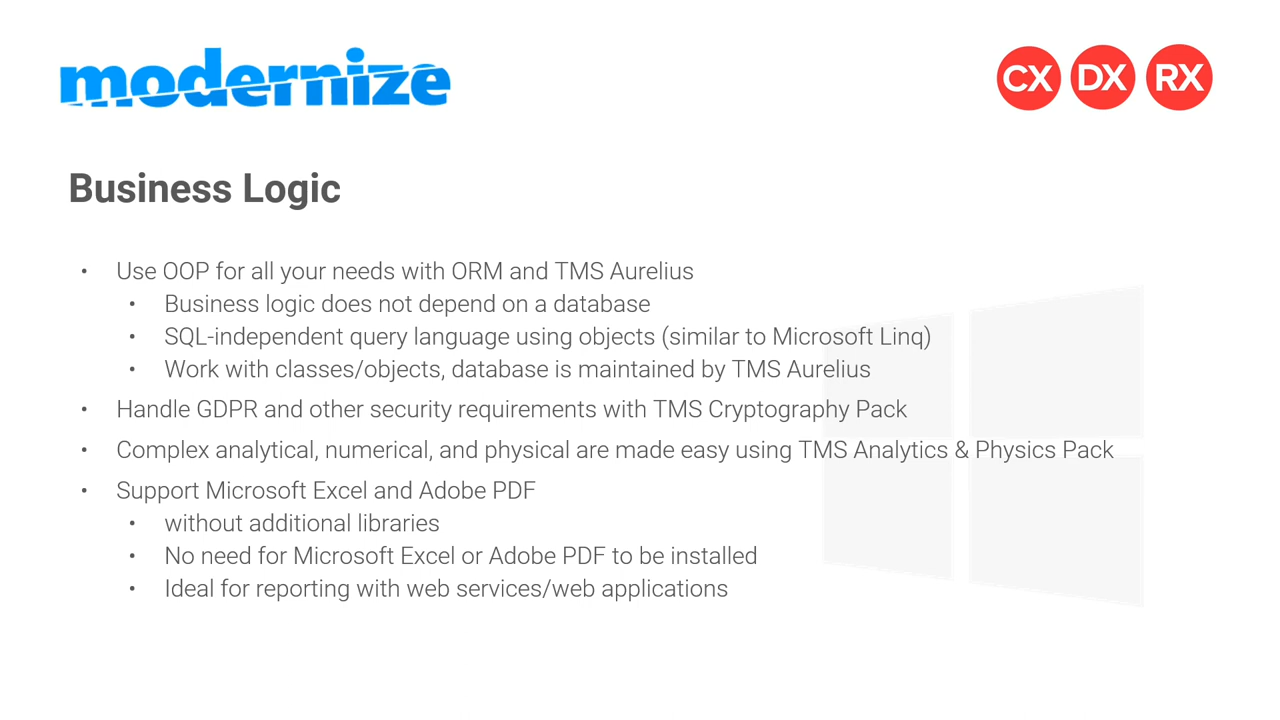 modernize
CX DX RX
Business Logic
• Use OOP for all your needs with ORM and TMS Aurelius
• Business logic does not depend on a database
• SQL-independent query language using objects (similar to Microsoft Linq)
• Work with classes/objects, database is maintained by TMS Aurelius
• Handle GDPR and other security requirements with TMS Cryptography Pack
• Complex analytical, numerical, and physical are made easy using TMS Analytics & Physics Pack
• Support Microsoft Excel and Adobe PDF
• without additional libraries
• No need for Microsoft Excel or Adobe PDF to be installed
• Ideal for reporting with web services/web applications